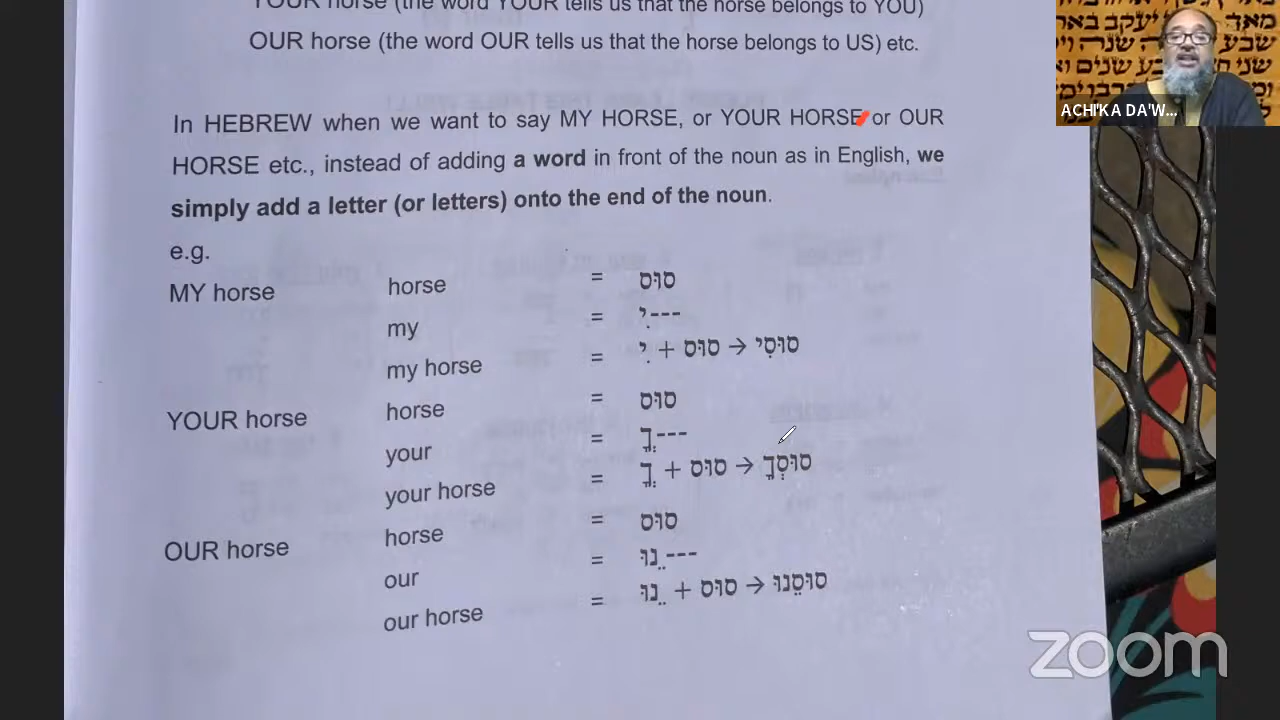 YOUR horse (the word YOUR tells us that the horse belongs to YOU)
OUR horse (the word OUR tells us that the horse belongs to US) etc.
In HEBREW when we want to say MY HORSE, or YOUR HORSE or OUR
HORSE etc., instead of adding a word in front of the noun as in English, we
simply add a letter (or letters) onto the end of the noun.
e.g.
MY horse horse = סוּס
my = ---ִי
my horse = סוּס + ִי → סוּסִי
YOUR horse horse = סוּס
your = ---ְךָ
your horse = סוּס + ְךָ → סוּסְךָ
OUR horse horse = סוּס
our = ---ֵנוּ
our horse = סוּס + ֵנוּ → סוּסֵנוּ
ACHI'KA DA'W...
zoom